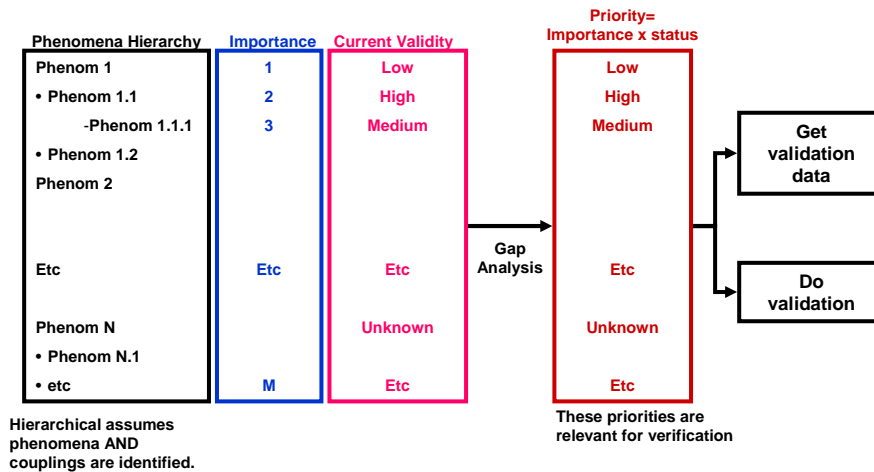 Priority=
Importance x status
Phenomena Hierarchy
Importance
Current Validity
Phenom 1
1
Low
Low
• Phenom 1.1
2
High
High
-Phenom 1.1.1
3
Medium
Medium
• Phenom 1.2
Phenom 2
Get
validation
data
Gap
Analysis
Etc
Etc
Etc
Etc
Do
validation
Phenom N
Unknown
Unknown
• Phenom N.1
• etc
M
Etc
Etc
Hierarchical assumes
phenomena AND
couplings are identified.
These priorities are
relevant for verification